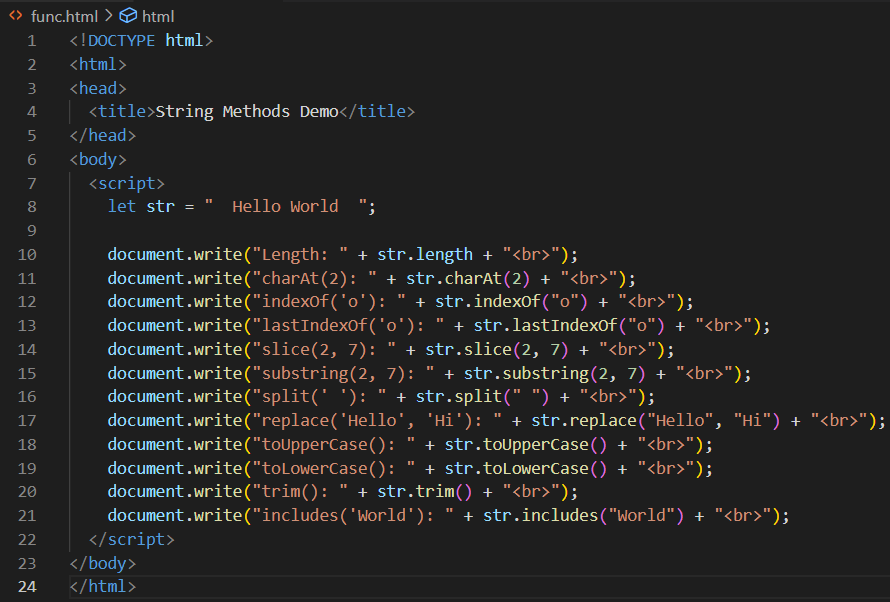 func.html > html
1 <!DOCTYPE html>
2 <html>
3 <head>
4   <title>String Methods Demo</title>
5 </head>
6 <body>
7   <script>
8     let str = "  Hello World  ";
9
10     document.write("Length: " + str.length + "<br>");
11     document.write("charAt(2): " + str.charAt(2) + "<br>");
12     document.write("indexOf('o'): " + str.indexOf("o") + "<br>");
13     document.write("lastIndexOf('o'): " + str.lastIndexOf("o") + "<br>");
14     document.write("slice(2, 7): " + str.slice(2, 7) + "<br>");
15     document.write("substring(2, 7): " + str.substring(2, 7) + "<br>");
16     document.write("split(' '): " + str.split(" ") + "<br>");
17     document.write("replace('Hello', 'Hi'): " + str.replace("Hello", "Hi") + "<br>");
18     document.write("toUpperCase(): " + str.toUpperCase() + "<br>");
19     document.write("toLowerCase(): " + str.toLowerCase() + "<br>");
20     document.write("trim(): " + str.trim() + "<br>");
21     document.write("includes('World'): " + str.includes("World") + "<br>");
22   </script>
23 </body>
24 </html>